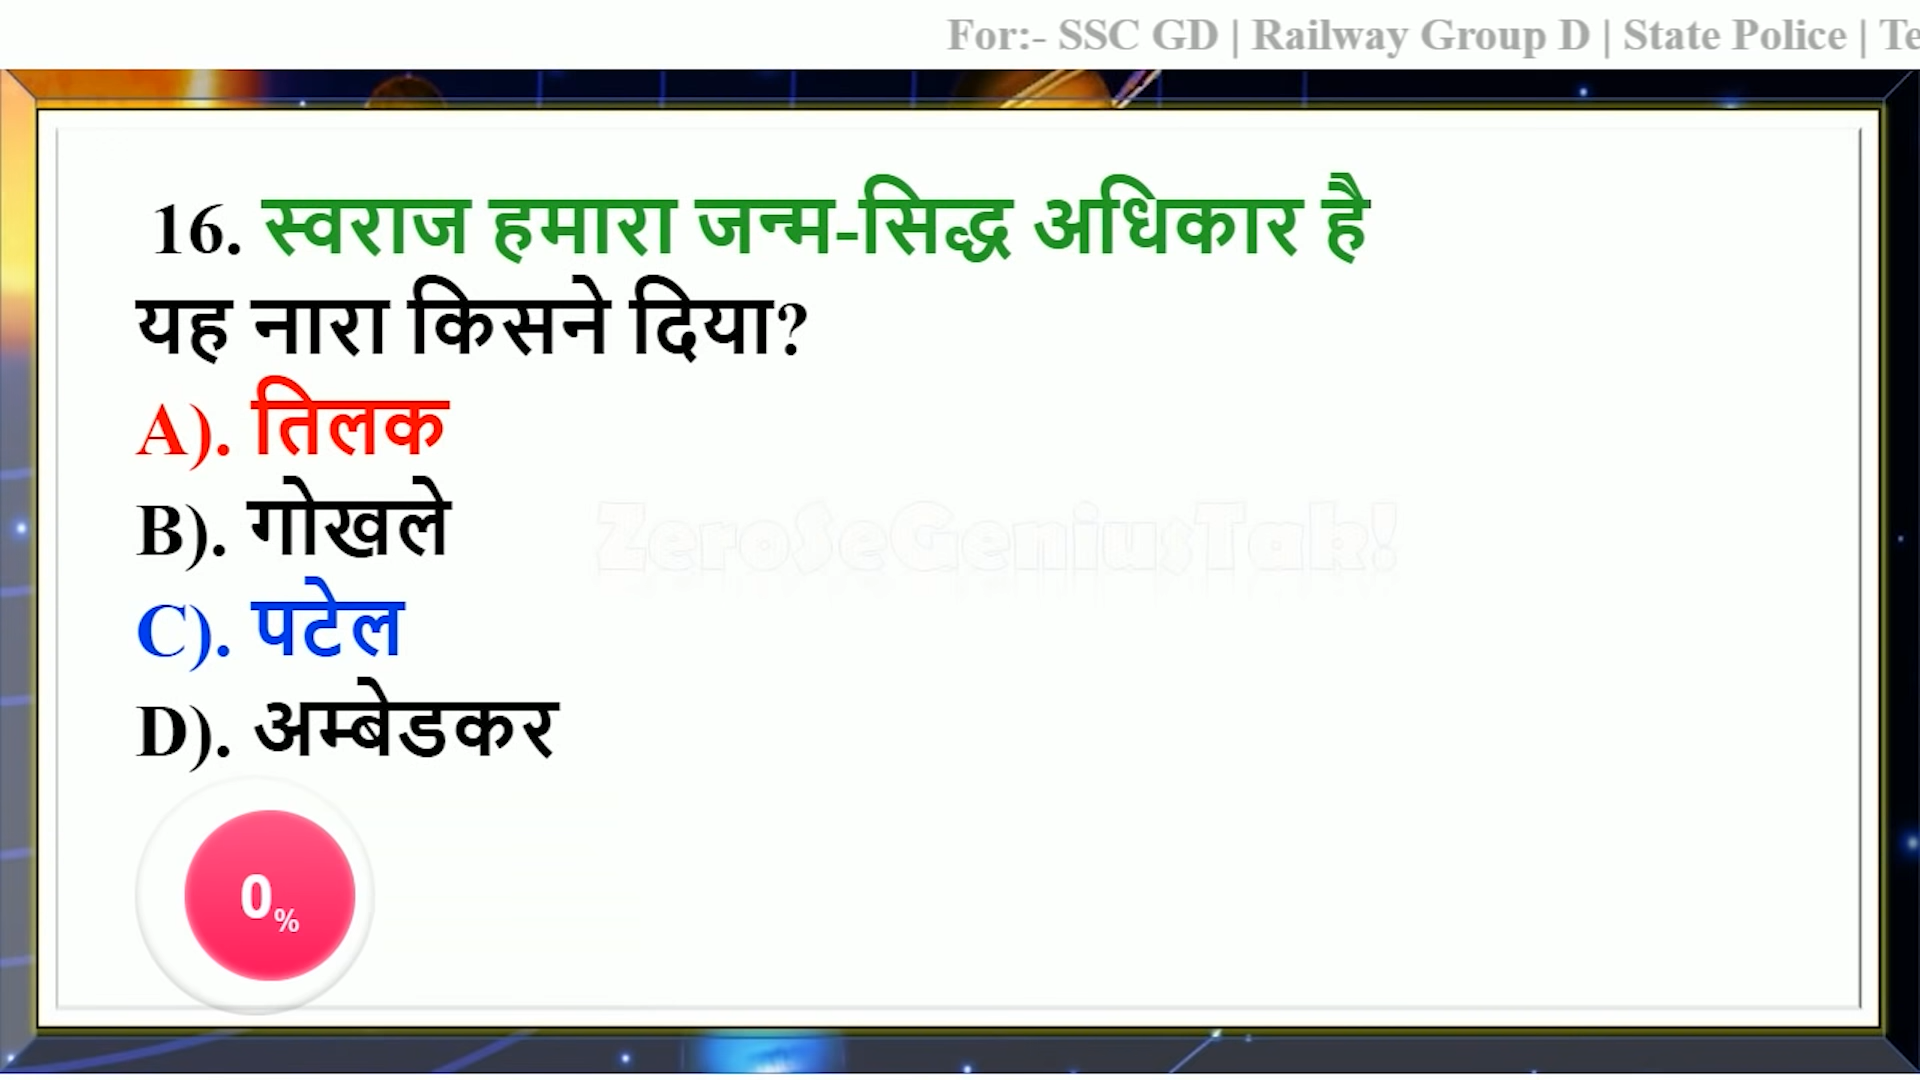 For:- SSC GD | Railway Group D | State Police | Te
16. स्वराज हमारा जन्म-सिद्ध अधिकार है
यह नारा किसने दिया?
A). तिलक
B). गोखले
ZeroSeGeniusTak!
C). पटेल
D). अम्बेडकर
0%